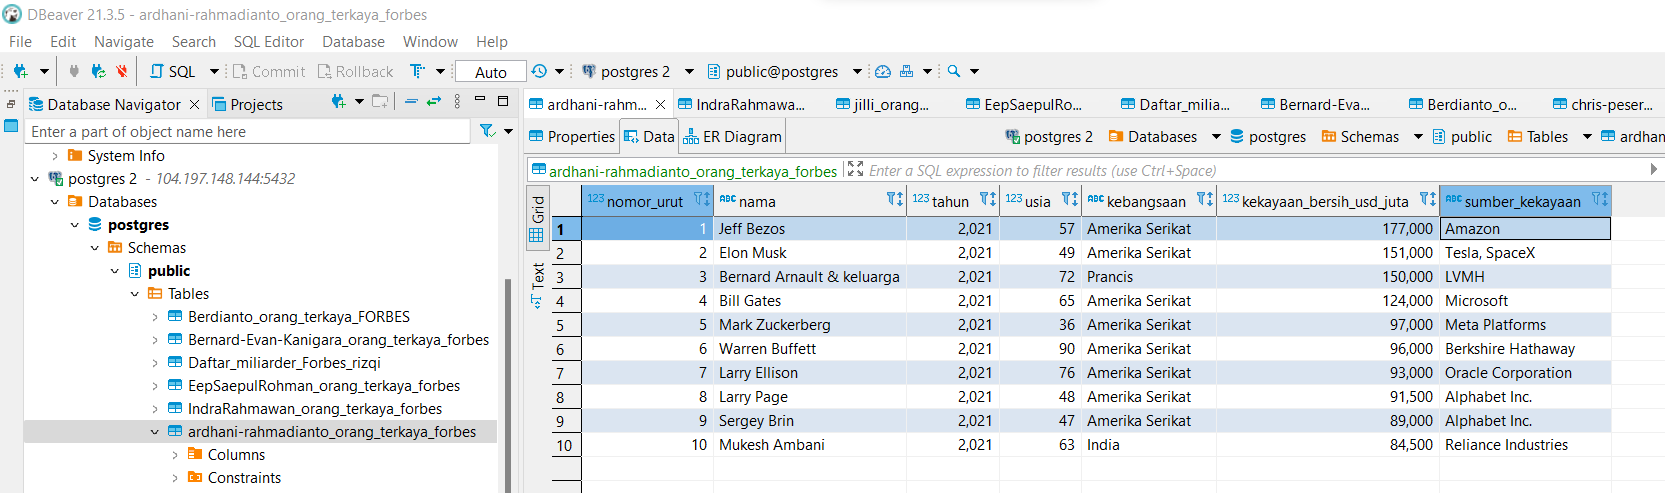 DBeaver 21.3.5 - ardhani-rahmadianto_orang_terkaya_forbes
File Edit Navigate Search SQL Editor Database Window Help
SQL Commit Rollback Auto postgres 2 public@postgres
Database Navigator Projects
ardhani-rahm... IndraRahmawa... jilli_orang... EepSaepulRo... Daftar_milia... Bernard-Eva... Berdianto_o... chris-peser...
Enter a part of object name here
Properties Data ER Diagram postgres 2 Databases postgres Schemas public Tables ardhan
System Info
postgres 2 - 104.197.148.144:5432
Databases
postgres
Schemas
public
Tables
Berdianto_orang_terkaya_FORBES
Bernard-Evan-Kanigara_orang_terkaya_forbes
Daftar_miliarder_Forbes_rizqi
EepSaepulRohman_orang_terkaya_forbes
IndraRahmawan_orang_terkaya_forbes
ardhani-rahmadianto_orang_terkaya_forbes
Columns
Constraints
ardhani-rahmadianto_orang_terkaya_forbes Enter a SQL expression to filter results (use Ctrl+Space)
Grid
Text
123 nomor_urut ABC nama 123 tahun 123 usia ABC kebangsaan 123 kekayaan_bersih_usd_juta ABC sumber_kekayaan
1 1 Jeff Bezos 2,021 57 Amerika Serikat 177,000 Amazon
2 2 Elon Musk 2,021 49 Amerika Serikat 151,000 Tesla, SpaceX
3 3 Bernard Arnault & keluarga 2,021 72 Prancis 150,000 LVMH
4 4 Bill Gates 2,021 65 Amerika Serikat 124,000 Microsoft
5 5 Mark Zuckerberg 2,021 36 Amerika Serikat 97,000 Meta Platforms
6 6 Warren Buffett 2,021 90 Amerika Serikat 96,000 Berkshire Hathaway
7 7 Larry Ellison 2,021 76 Amerika Serikat 93,000 Oracle Corporation
8 8 Larry Page 2,021 48 Amerika Serikat 91,500 Alphabet Inc.
9 9 Sergey Brin 2,021 47 Amerika Serikat 89,000 Alphabet Inc.
10 10 Mukesh Ambani 2,021 63 India 84,500 Reliance Industries